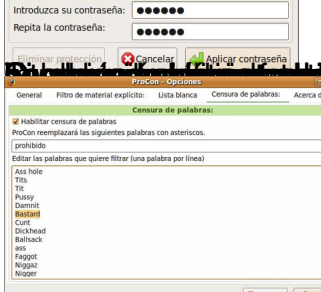 Introduzca su contraseña: ●●●●●●
Repita la contraseña: ●●●●●●
Eliminar protección Cancelar Aplicar contraseña
ProCon - Opciones
General Filtro de material explícito: Lista blanca Censura de palabras: Acerca d
Censura de palabras:
Habilitar censura de palabras
ProCon reemplazará las siguientes palabras con asteriscos.
prohibido
Editar las palabras que quiere filtrar (una palabra por línea)
Ass hole
Tits
Tit
Pussy
Damnit
Bastard
Cunt
Dickhead
Ballsack
ass
Faggot
Niggaz
Nigger